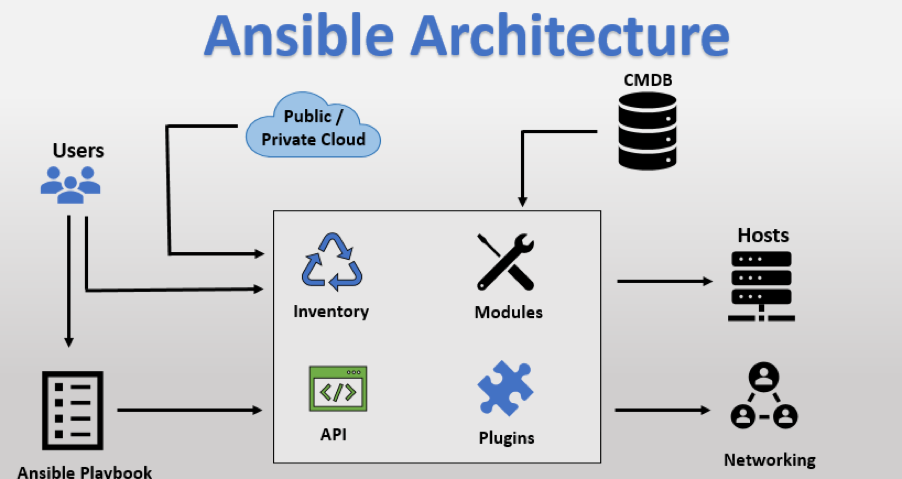 Ansible Architecture
CMDB
Public /
Private Cloud
Users
Hosts
Inventory
Modules
</>
API
Plugins
Networking
Ansible Playbook